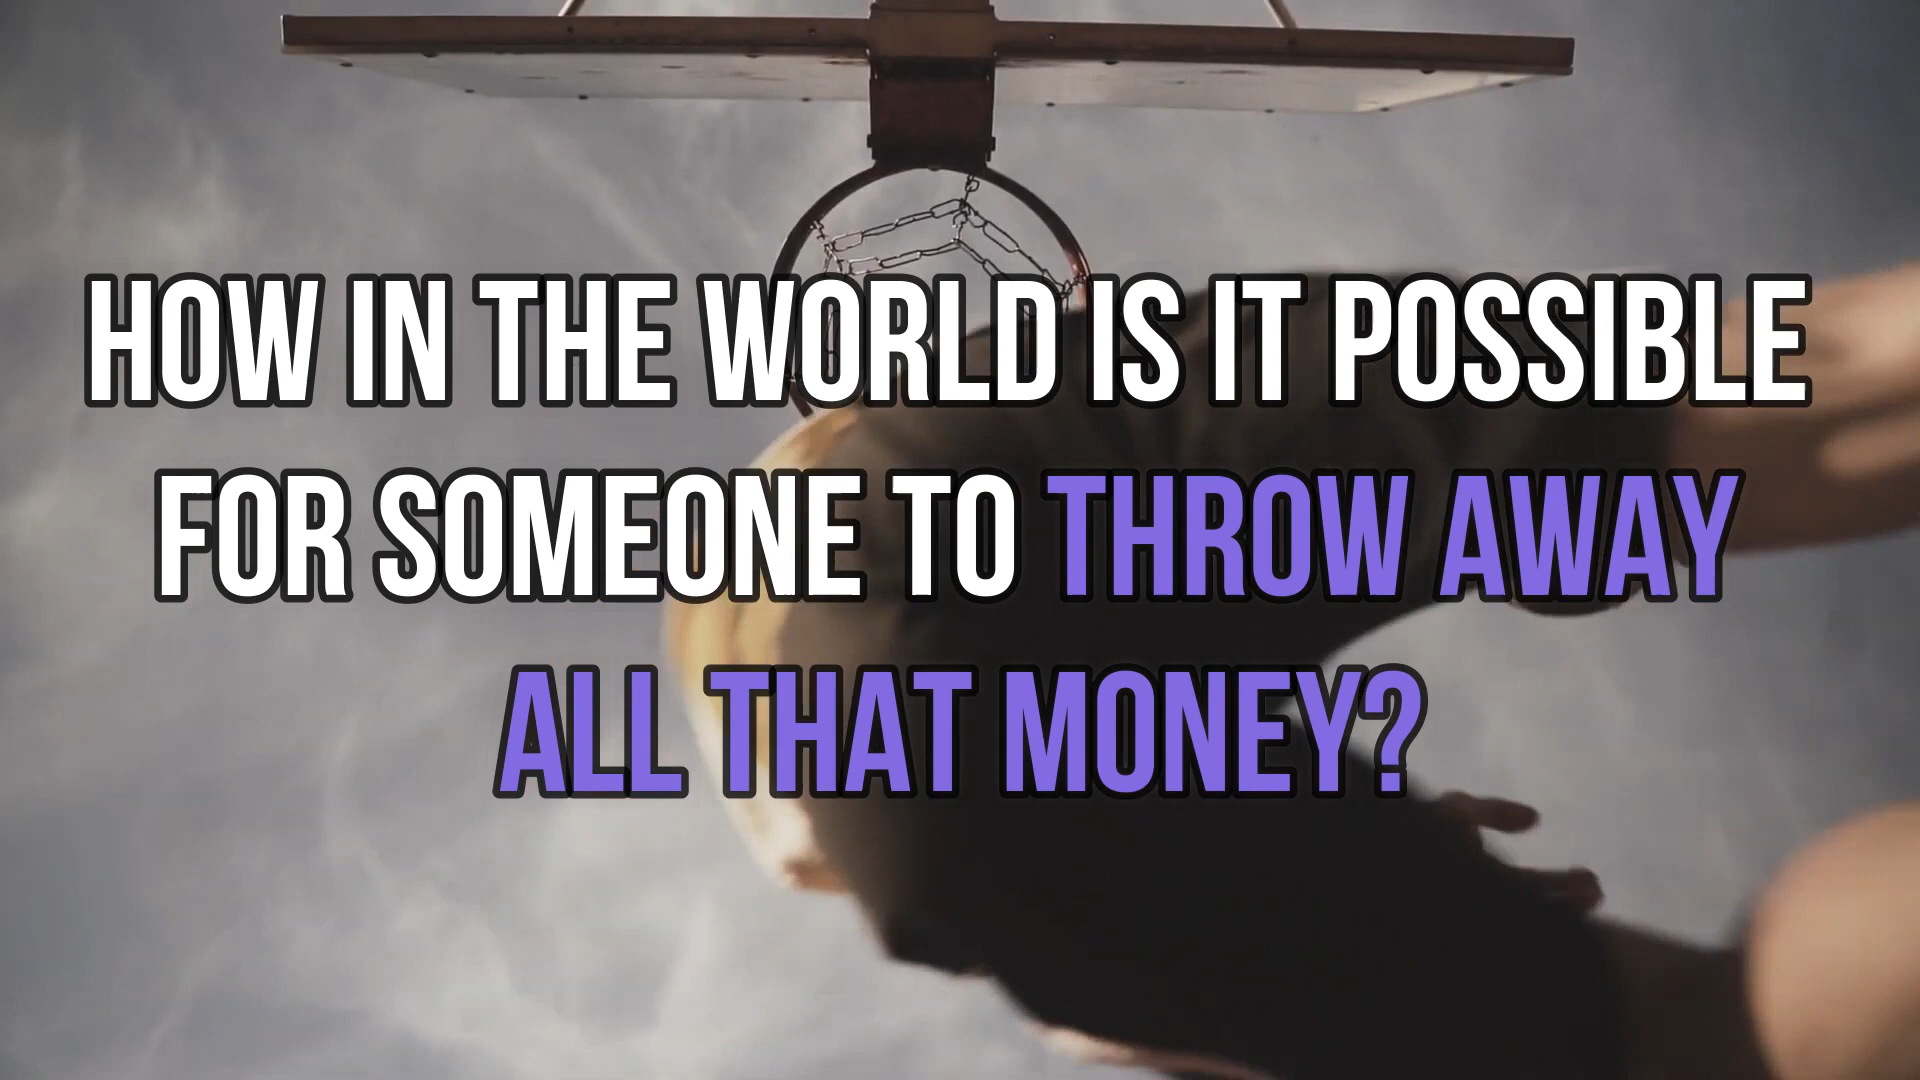 HOW IN THE WORLD IS IT POSSIBLE
FOR SOMEONE TO THROW AWAY
ALL THAT MONEY?